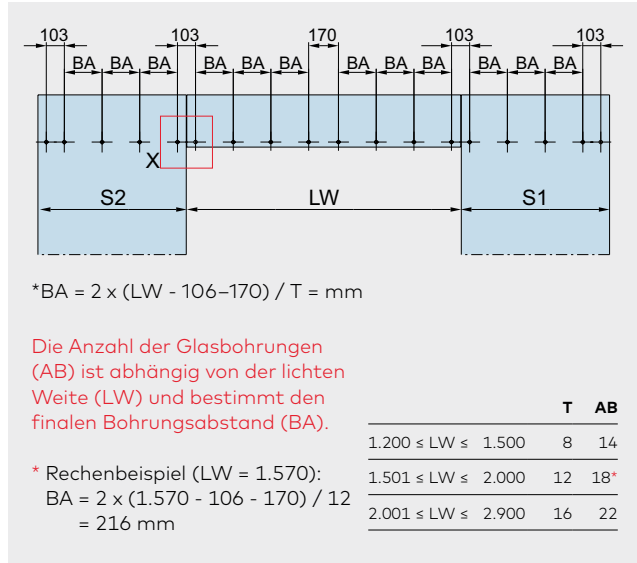 103 103 170 103 103
BA BA BA BA BA BA BA BA BA BA BA BA
X
S2 LW S1
*BA = 2 x (LW - 106–170) / T = mm
Die Anzahl der Glasbohrungen
(AB) ist abhängig von der lichten
Weite (LW) und bestimmt den
finalen Bohrungsabstand (BA).
* Rechenbeispiel (LW = 1.570):
BA = 2 x (1.570 - 106 - 170) / 12
= 216 mm
T AB
1.200 ≤ LW ≤ 1.500 8 14
1.501 ≤ LW ≤ 2.000 12 18*
2.001 ≤ LW ≤ 2.900 16 22